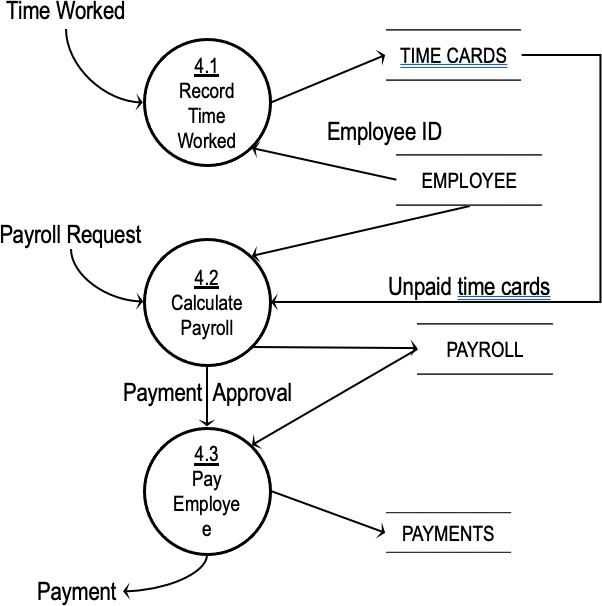 Time Worked
4.1
Record
Time
Worked
TIME CARDS
Employee ID
EMPLOYEE
Payroll Request
4.2
Calculate
Payroll
Unpaid time cards
PAYROLL
Payment Approval
4.3
Pay
Employe
e
PAYMENTS
Payment